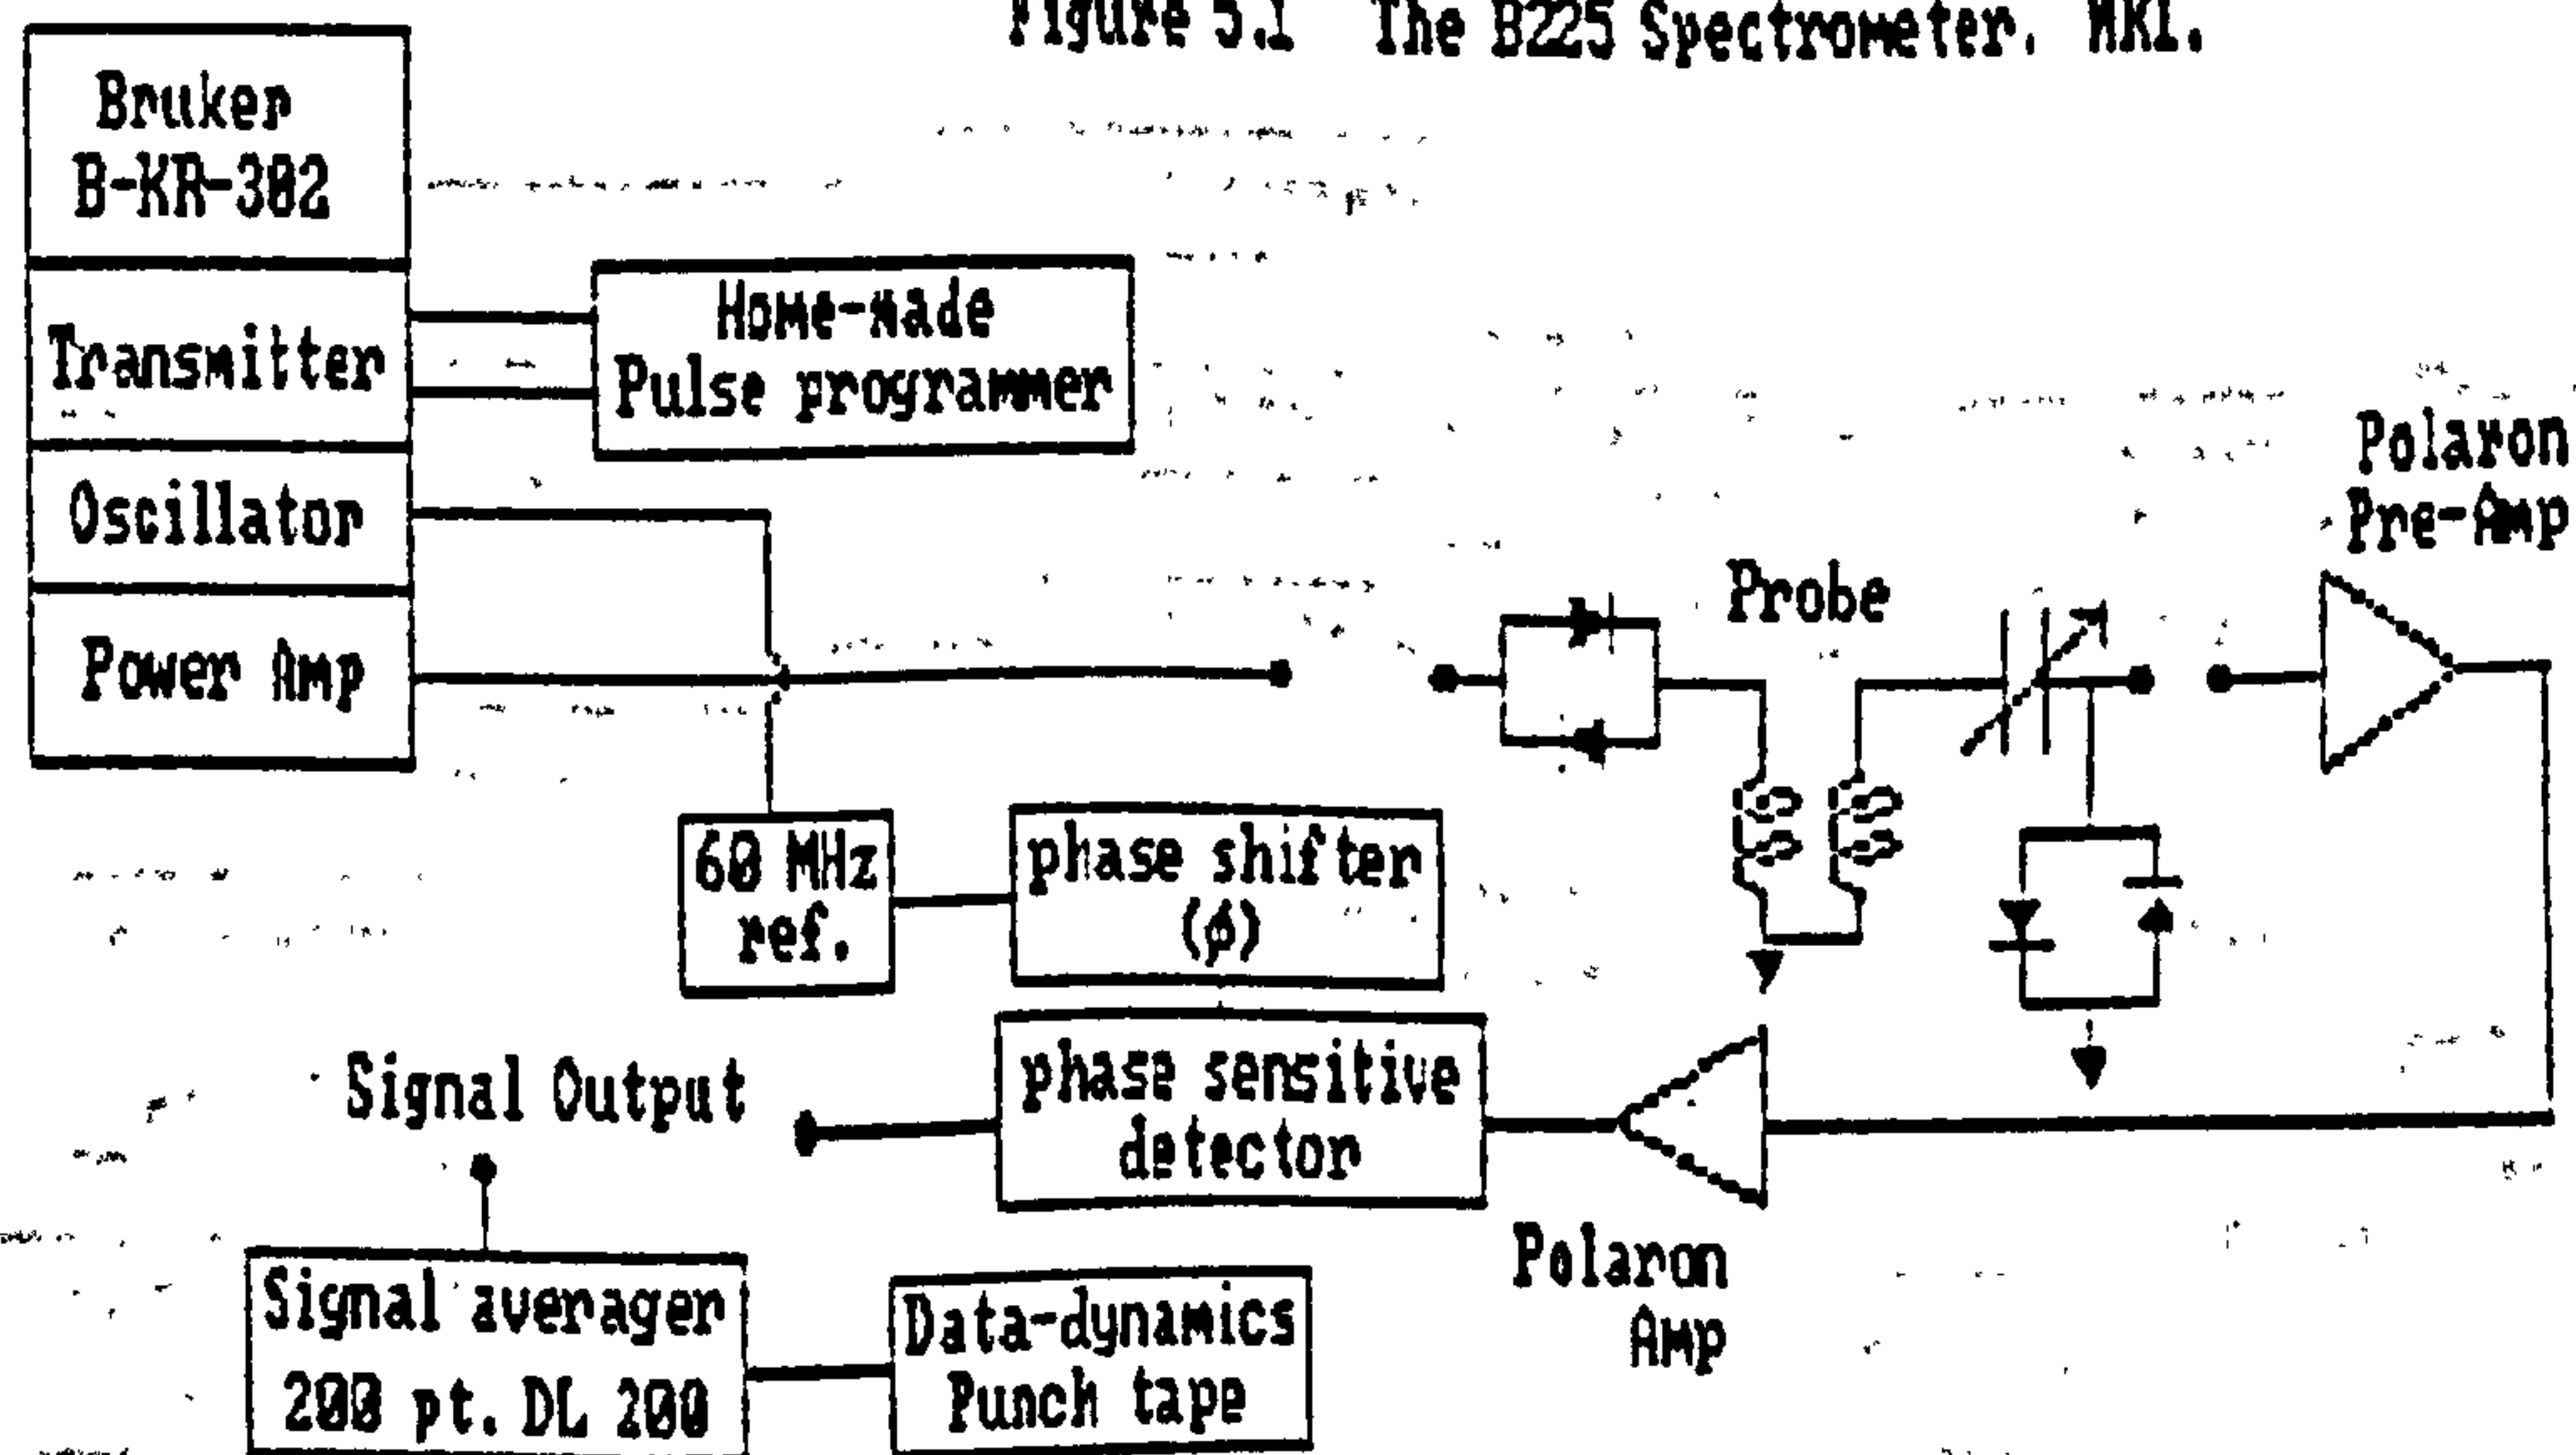 Figure 5.1 The B225 Spectrometer. MKI.
Bruker
B-KR-302
Transmitter
Oscillator
Power Amp
Home-made
Pulse programmer
Probe
Polaron
Pre-Amp
60 MHz
ref.
phase shifter
(ϕ)
phase sensitive
detector
Signal Output
Polaron
Amp
Signal averager
200 pt. DL 200
Data-dynamics
Punch tape